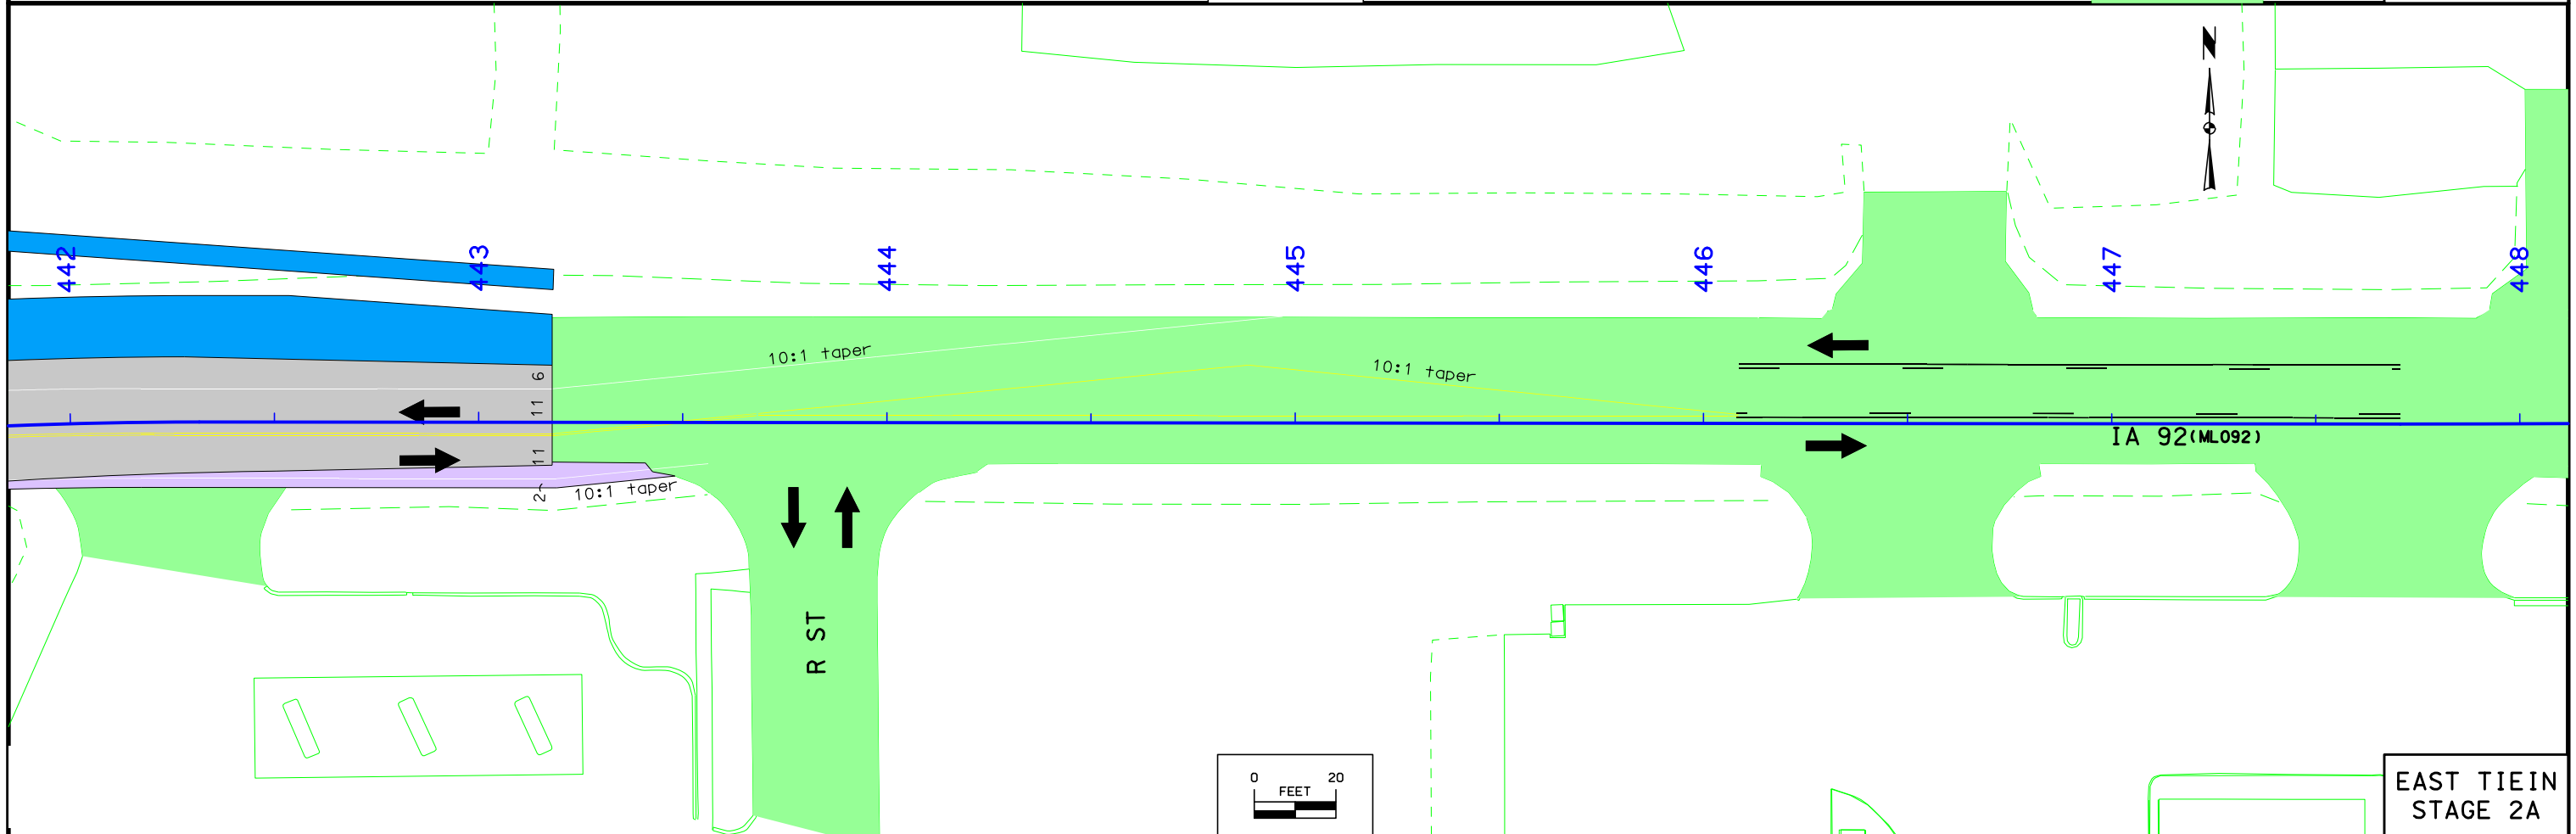 N
442
443
444
445
446
447
448
10:1 taper
10:1 taper
6
11
11
2~
10:1 taper
IA 92(ML092)
R ST
0 20
FEET
EAST TIEIN
STAGE 2A